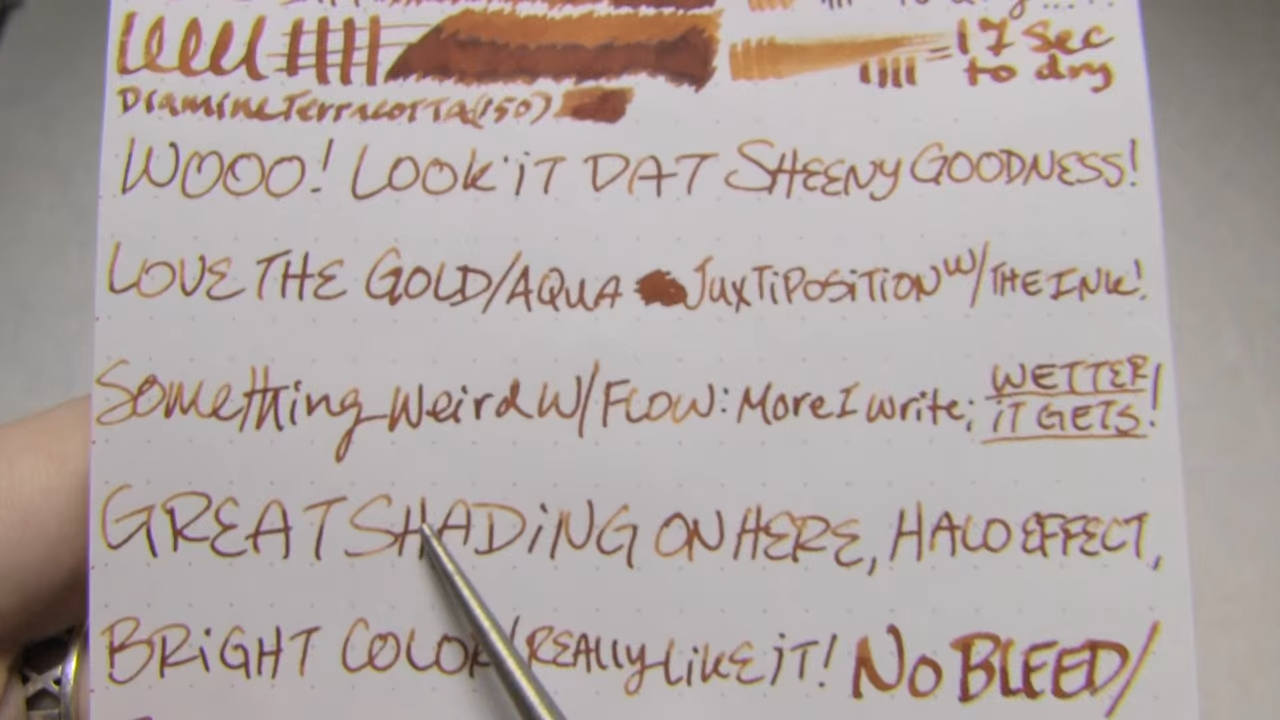 17 Sec
to dry
Diamine Terracotta (150)
WOOO! LOOK'iT DAT SHEENY GOODNESS!
LOVE THE GOLD/AQUA JUXTiPOSiTiON W/THE INK!
Something Weird W/FLOW: More I write; WETTER
iT GETS!
GREAT SHADiNG ON HERE, HALO EFFECT,
BRiGHT COLOR/REALLY LiKE iT! NO BLEED/